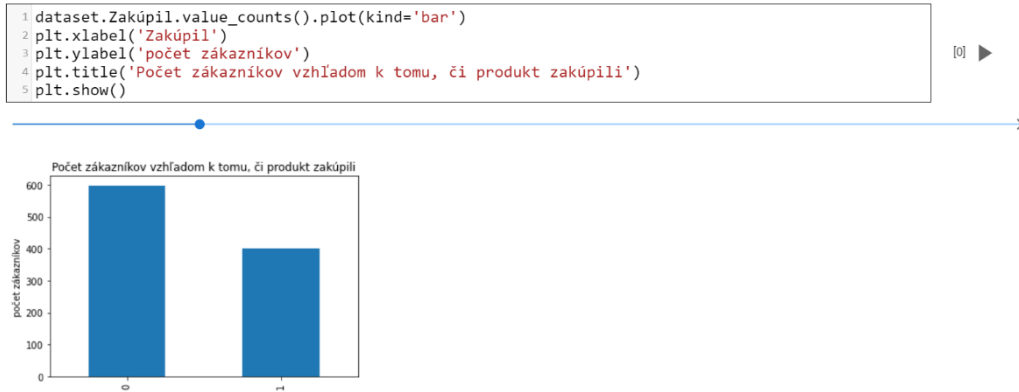 1 dataset.Zakúpil.value_counts().plot(kind='bar')
2 plt.xlabel('Zakúpil')
3 plt.ylabel('počet zákazníkov')
4 plt.title('Počet zákazníkov vzhľadom k tomu, či produkt zakúpili')
5 plt.show()
[0]
Počet zákazníkov vzhľadom k tomu, či produkt zakúpili
600
500
400
300
200
100
0
počet zákazníkov
0
1